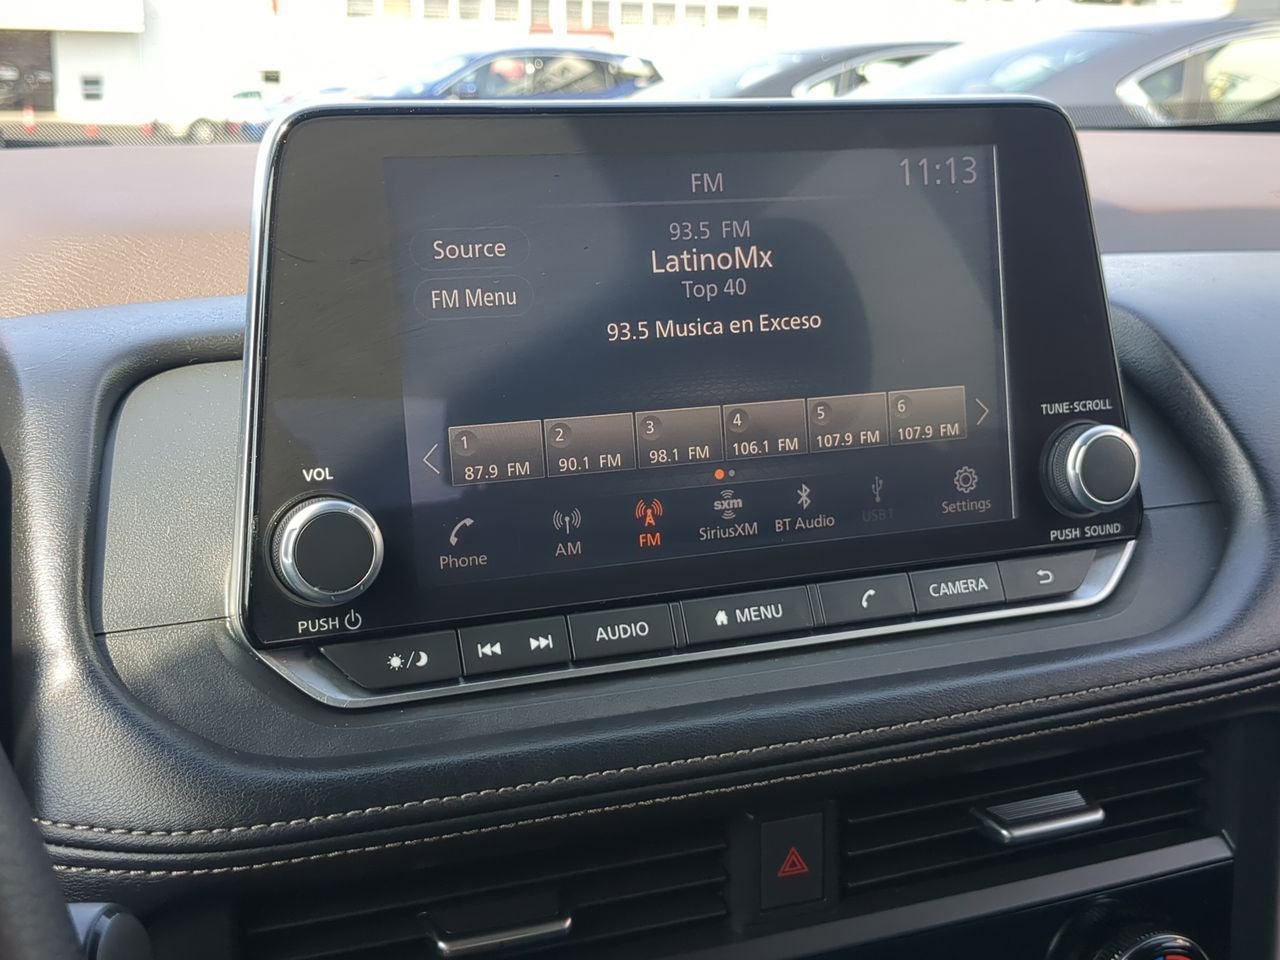 FM
11:13
Source
FM Menu
93.5 FM
LatinoMx
Top 40
93.5 Musica en Exceso
1
87.9 FM
2
90.1 FM
3
98.1 FM
4
106.1 FM
5
107.9 FM
6
107.9 FM
Phone
AM
FM
sxm
SiriusXM
BT Audio
USB1
Settings
VOL
PUSH
TUNE·SCROLL
PUSH SOUND
AUDIO
MENU
CAMERA